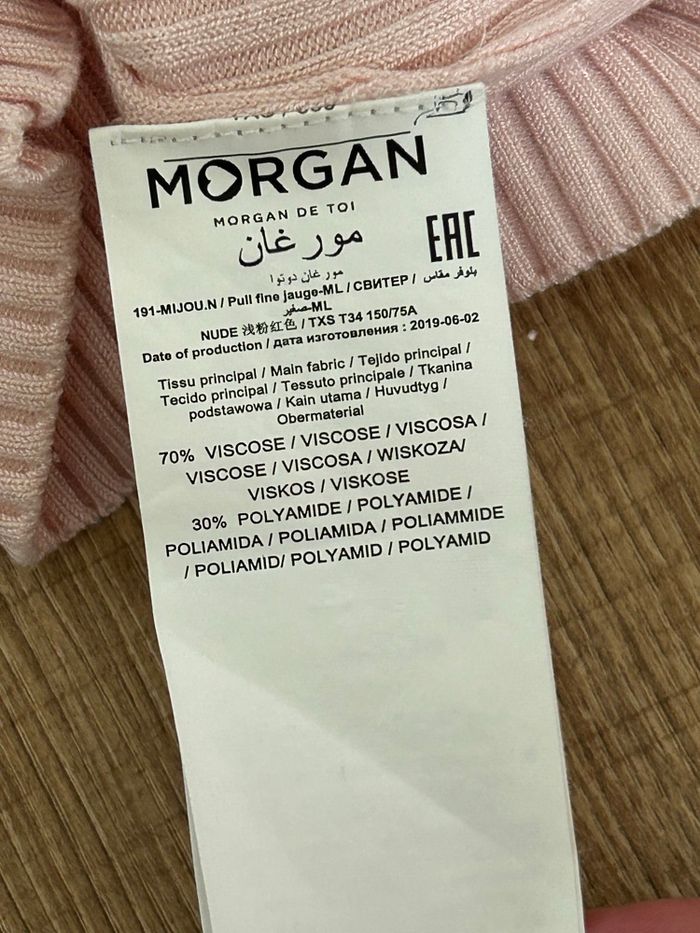 MORGAN
MORGAN DE TOI
مورغان
EAC
مورغان دوتوا
191-MIJOU.N / Pull fine jauge-ML / СВИТЕР / بلوفر مقاس
صغير-ML
NUDE 浅粉红色 / TXS T34 150/75A
Date of production / дата изготовления : 2019-06-02
Tissu principal / Main fabric / Tejido principal /
Tecido principal / Tessuto principale / Tkanina
podstawowa / Kain utama / Huvudtyg /
Obermaterial
70% VISCOSE / VISCOSE / VISCOSA /
VISCOSE / VISCOSA / WISKOZA/
VISKOS / VISKOSE
30% POLYAMIDE / POLYAMIDE /
POLIAMIDA / POLIAMIDA / POLIAMMIDE
/ POLIAMID/ POLYAMID / POLYAMID